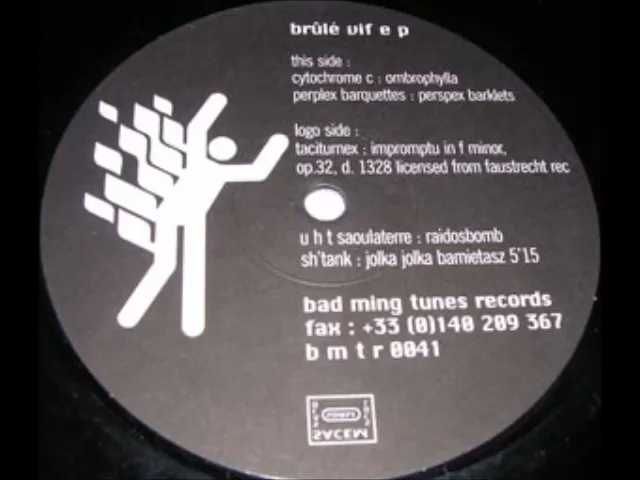 brûlé vif e p
this side :
cytochrome c : ombrophylla
perplex barquettes : perspex barklets
logo side :
taciturnex : impromptu in f minor,
op.32, d. 1328 licensed from faustrecht rec
u h t saoulaterre : raidosbomb
sh'tank : jolka jolka bamietasz 5'15
bad ming tunes records
fax : +33 (0)140 209 367
b m t r 0041
SACEM